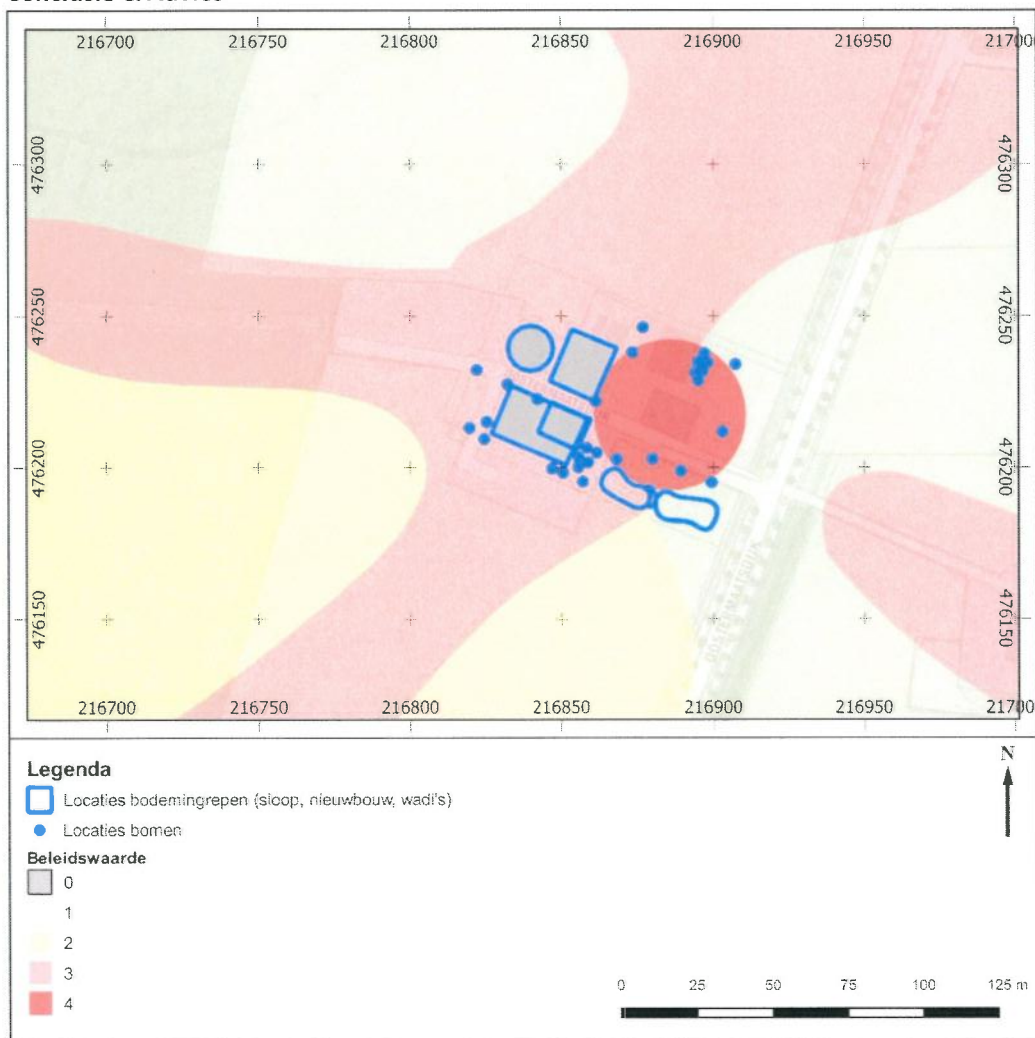 216700 216750 216800 216850 216900 216950 21700
476300 476300
476250 476250
476200 476200
476150 476150
216700 216750 216800 216850 216900 216950 21700
Legenda
Locaties bodemingrepen (sloop, nieuwbouw, wadi's)
Locaties bomen
Beleidswaarde
0
1
2
3
4
N
0 25 50 75 100 125 m